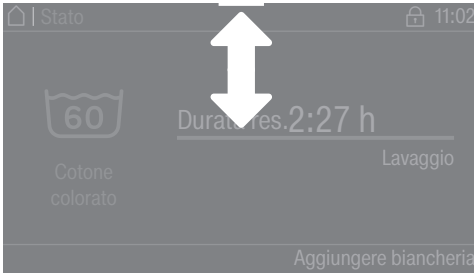 Stato 11:02
60
Durata res. 2:27 h
Lavaggio
Cotone
colorato
Aggiungere biancheria